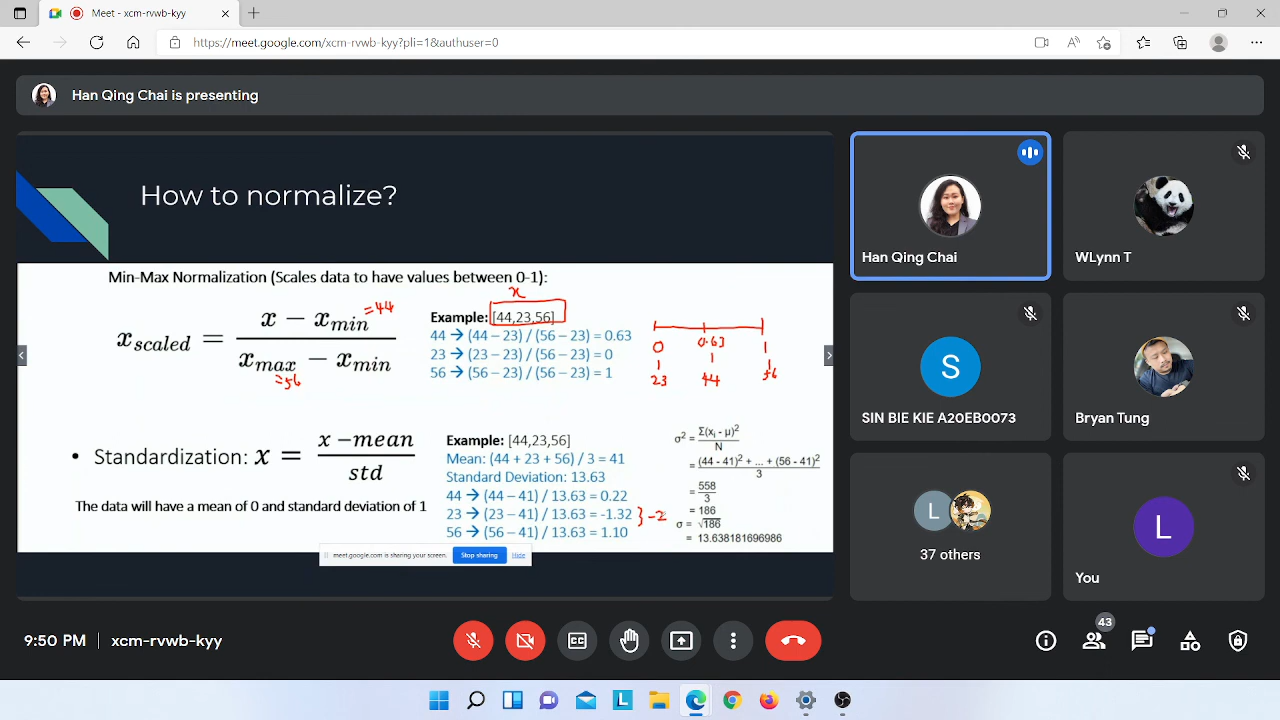 Meet - xcm-rvwb-kyy
https://meet.google.com/xcm-rvwb-kyy?pli=1&authuser=0
Han Qing Chai is presenting
How to normalize?
Min-Max Normalization (Scales data to have values between 0-1):
x
x_scaled = (x − x_min) / (x_max − x_min)
=44
=56
Example: [44,23,56]
44 → (44 – 23) / (56 – 23) = 0.63
23 → (23 – 23) / (56 – 23) = 0
56 → (56 – 23) / (56 – 23) = 1
0 0.63 1
23 44 56
• Standardization: x = (x −mean) / std
The data will have a mean of 0 and standard deviation of 1
Example: [44,23,56]
Mean: (44 + 23 + 56) / 3 = 41
Standard Deviation: 13.63
44 → (44 – 41) / 13.63 = 0.22
23 → (23 – 41) / 13.63 = -1.32
56 → (56 – 41) / 13.63 = 1.10
} -2
σ² = Σ(xᵢ - μ)² / N
= (44 - 41)² + ... + (56 - 41)² / 3
= 558 / 3
= 186
σ = √186
= 13.638181696986
meet.google.com is sharing your screen. Stop sharing Hide
Han Qing Chai
WLynn T
S
SIN BIE KIE A20EB0073
Bryan Tung
L
37 others
L
You
9:50 PM | xcm-rvwb-kyy
CC
43
L